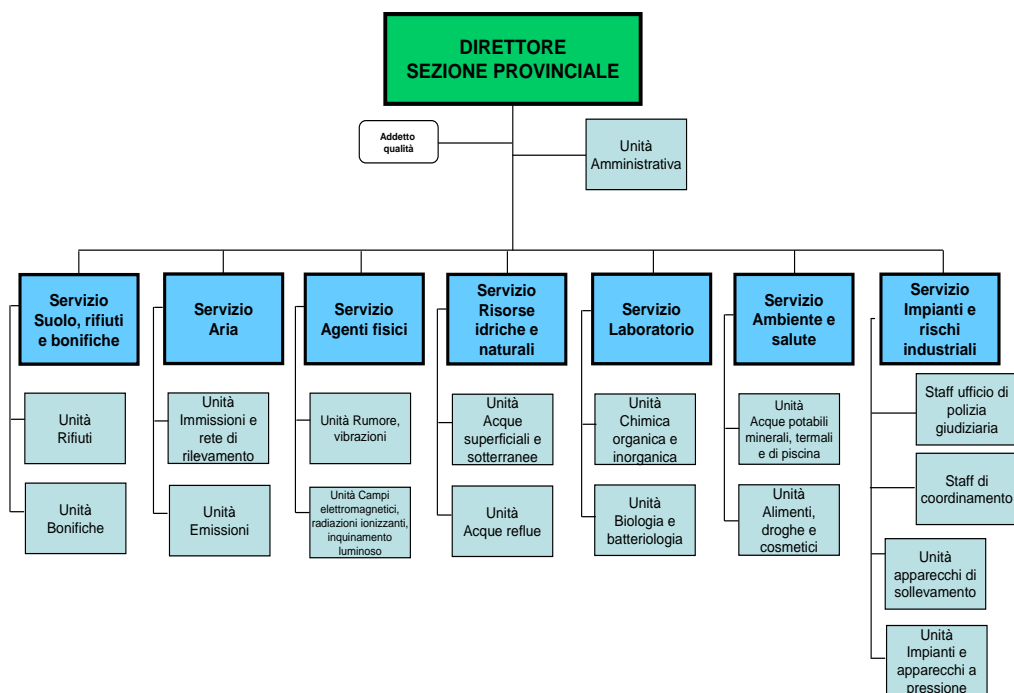 DIRETTORE
SEZIONE PROVINCIALE
Addetto
qualità
Unità
Amministrativa
Servizio
Suolo, rifiuti
e bonifiche
Servizio
Aria
Servizio
Agenti fisici
Servizio
Risorse
idriche e
naturali
Servizio
Laboratorio
Servizio
Ambiente e
salute
Servizio
Impianti e
rischi
industriali
Unità
Rifiuti
Unità
Immissioni e
rete di
rilevamento
Unità Rumore,
vibrazioni
Unità
Acque
superficiali e
sotterranee
Unità
Chimica
organica e
inorganica
Unità
Acque potabili
minerali, termali
e di piscina
Staff ufficio di
polizia
giudiziaria
Unità
Bonifiche
Unità
Emissioni
Unità Campi
elettromagnetici,
radiazioni ionizzanti,
inquinamento
luminoso
Unità
Acque reflue
Unità
Biologia e
batteriologia
Unità
Alimenti,
droghe e
cosmetici
Staff di
coordinamento
Unità
apparecchi di
sollevamento
Unità
Impianti e
apparecchi a
pressione